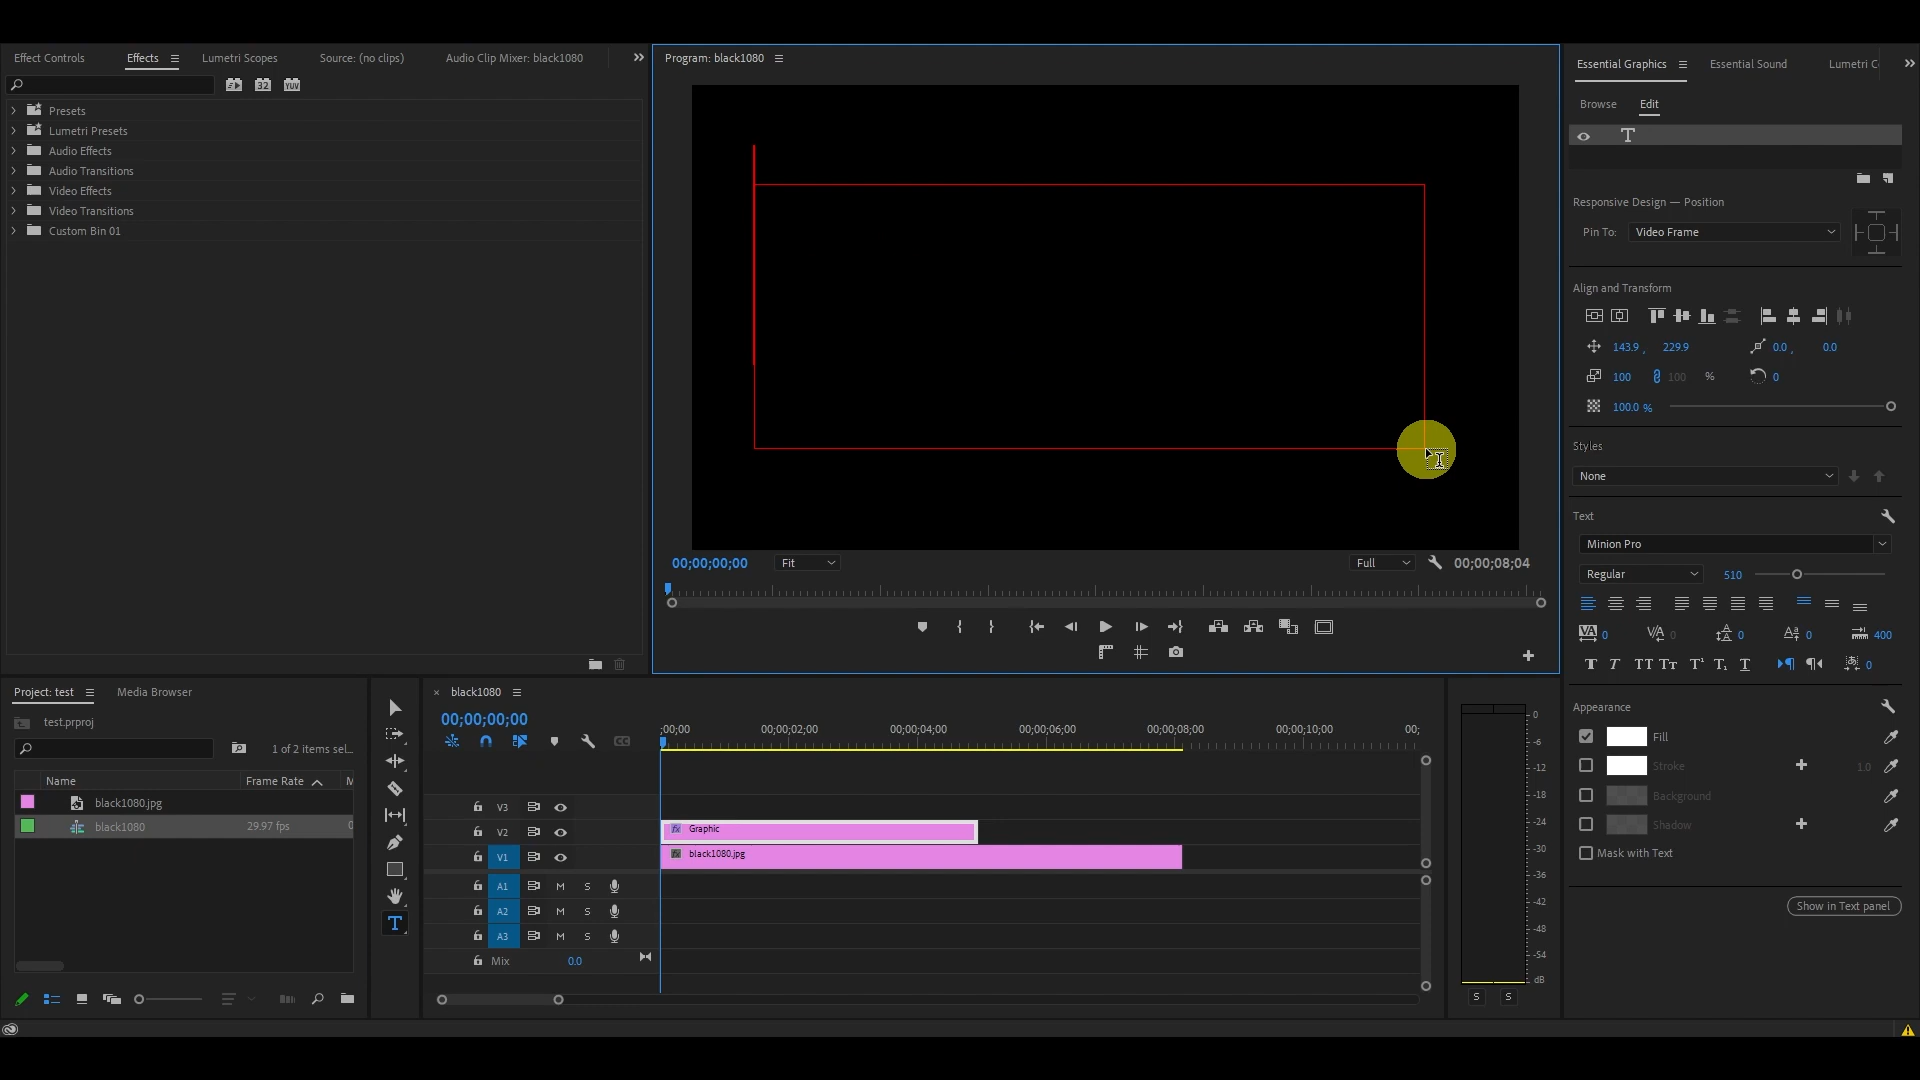 Effect Controls
Effects
Lumetri Scopes
Source: (no clips)
Audio Clip Mixer: black1080
32
YUV
Presets
Lumetri Presets
Audio Effects
Audio Transitions
Video Effects
Video Transitions
Custom Bin 01
Program: black1080
00;00;00;00
Fit
Full
00;00;08;04
Essential Graphics
Essential Sound
Lumetri C
Browse
Edit
Responsive Design — Position
Pin To:
Video Frame
Align and Transform
143.9 ,
229.9
0.0 ,
0.0
100
100
%
0
100.0 %
Styles
None
Text
Minion Pro
Regular
510
0
0
0
0
400
0
Appearance
Fill
Stroke
1.0
Background
Shadow
Mask with Text
Show in Text panel
Project: test
Media Browser
test.prproj
1 of 2 items sel...
Name
Frame Rate
M
black1080.jpg
black1080
29.97 fps
0
black1080
00;00;00;00
;00;00
00;00;02;00
00;00;04;00
00;00;06;00
00;00;08;00
00;00;10;00
00;
V3
V2
Graphic
V1
black1080.jpg
A1
M
S
A2
M
S
A3
M
S
Mix
0.0
0
-6
-12
-18
-24
-30
-36
-42
-48
-54
dB
S
S